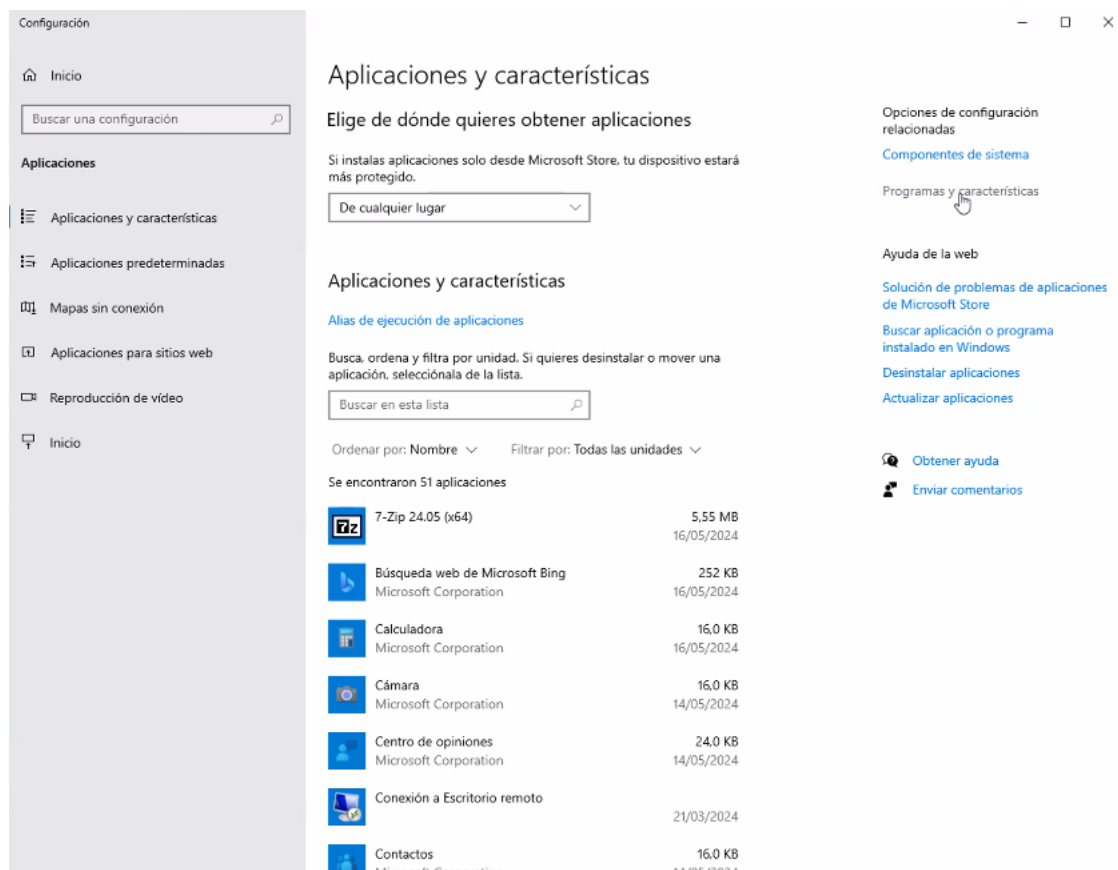 Configuración
Inicio
Buscar una configuración
Aplicaciones
Aplicaciones y características
Aplicaciones predeterminadas
Mapas sin conexión
Aplicaciones para sitios web
Reproducción de vídeo
Inicio
Aplicaciones y características
Elige de dónde quieres obtener aplicaciones
Si instalas aplicaciones solo desde Microsoft Store, tu dispositivo estará
más protegido.
De cualquier lugar
Aplicaciones y características
Alias de ejecución de aplicaciones
Busca, ordena y filtra por unidad. Si quieres desinstalar o mover una
aplicación, selecciónala de la lista.
Buscar en esta lista
Ordenar por: Nombre Filtrar por: Todas las unidades
Se encontraron 51 aplicaciones
7-Zip 24.05 (x64) 5,55 MB
16/05/2024
Búsqueda web de Microsoft Bing 252 KB
Microsoft Corporation 16/05/2024
Calculadora 16,0 KB
Microsoft Corporation 16/05/2024
Cámara 16,0 KB
Microsoft Corporation 14/05/2024
Centro de opiniones 24,0 KB
Microsoft Corporation 14/05/2024
Conexión a Escritorio remoto
21/03/2024
Contactos 16,0 KB
Opciones de configuración
relacionadas
Componentes de sistema
Programas y características
Ayuda de la web
Solución de problemas de aplicaciones
de Microsoft Store
Buscar aplicación o programa
instalado en Windows
Desinstalar aplicaciones
Actualizar aplicaciones
Obtener ayuda
Enviar comentarios